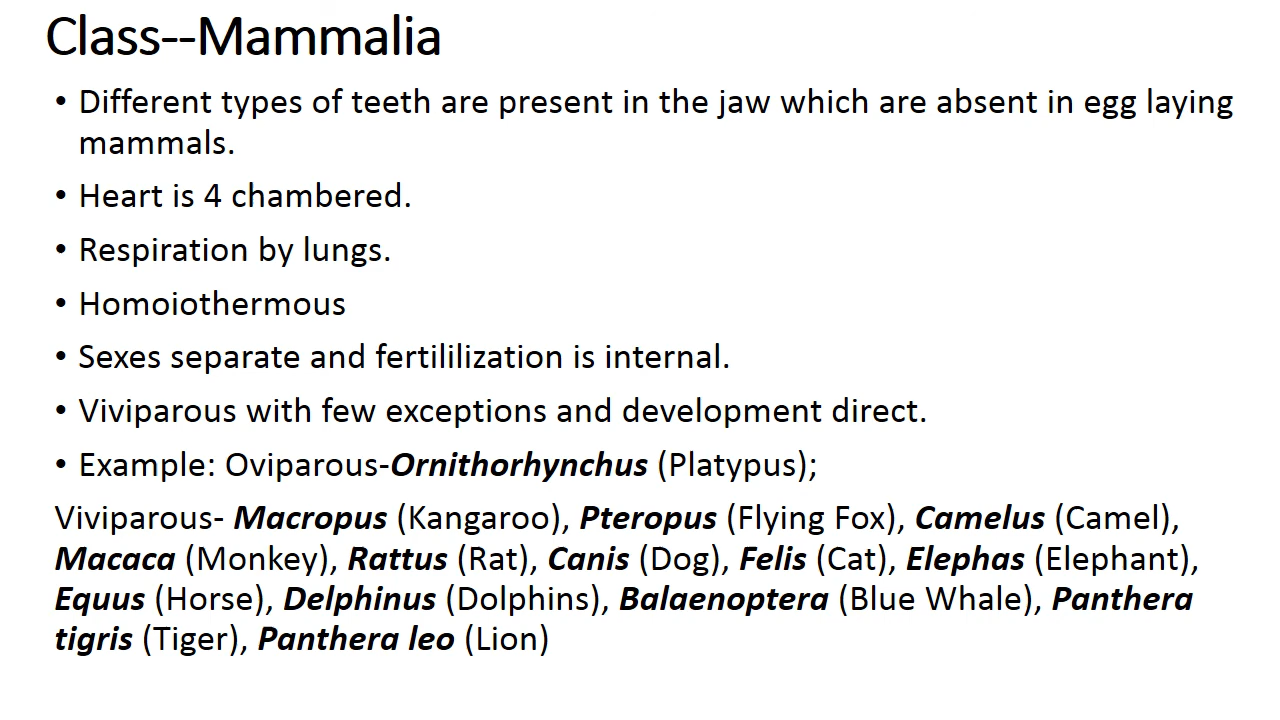 Class--Mammalia
• Different types of teeth are present in the jaw which are absent in egg laying
mammals.
• Heart is 4 chambered.
• Respiration by lungs.
• Homoiothermous
• Sexes separate and fertililization is internal.
• Viviparous with few exceptions and development direct.
• Example: Oviparous-Ornithorhynchus (Platypus);
Viviparous- Macropus (Kangaroo), Pteropus (Flying Fox), Camelus (Camel),
Macaca (Monkey), Rattus (Rat), Canis (Dog), Felis (Cat), Elephas (Elephant),
Equus (Horse), Delphinus (Dolphins), Balaenoptera (Blue Whale), Panthera
tigris (Tiger), Panthera leo (Lion)